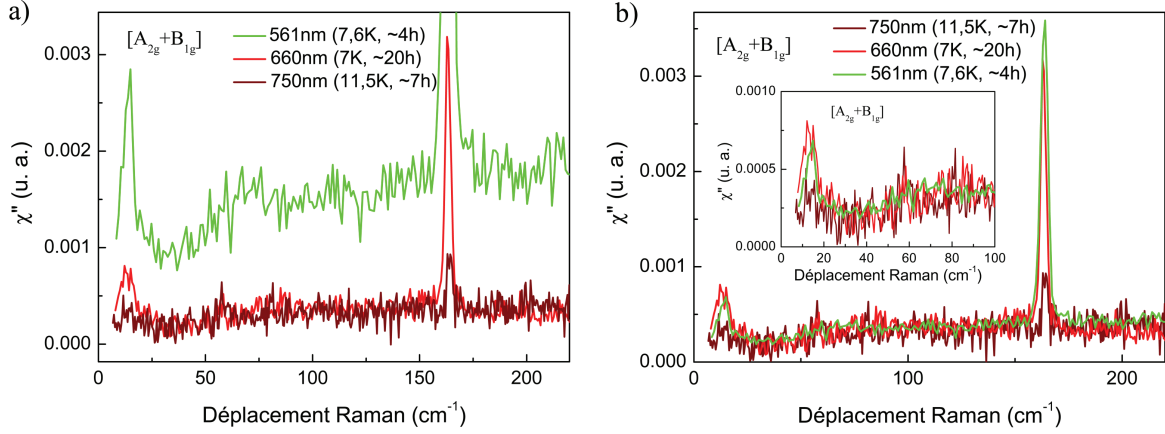 a)
[A2g+B1g]
561nm (7,6K, ~4h)
660nm (7K, ~20h)
750nm (11,5K, ~7h)
0.003
0.002
0.001
0.000
χ" (u. a.)
0 50 100 150 200
Déplacement Raman (cm-1)
b)
[A2g+B1g]
750nm (11,5K, ~7h)
660nm (7K, ~20h)
561nm (7,6K, ~4h)
0.003
0.002
0.001
0.000
χ" (u. a.)
0 100 200
Déplacement Raman (cm-1)
[A2g+B1g]
0.0010
0.0005
0.0000
χ" (u. a.)
0 20 40 60 80 100
Déplacement Raman (cm-1)